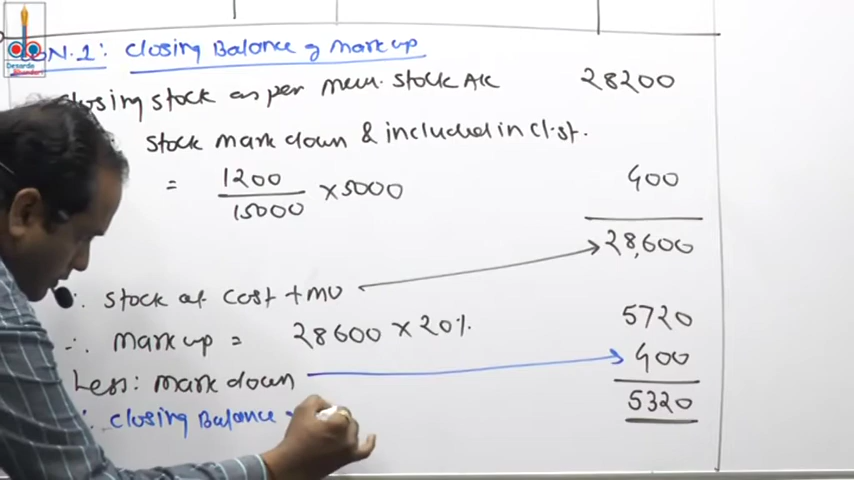 Desarda
Bhandari
N.1: Closing Balance of Mark up
Closing stock as per mem. stock A/c 28200
Stock mark down & included in cl. st.
= 1200 / 15000 × 5000 400
28,600
∴ Stock at cost + MU
∴ Mark up = 28600 × 20% 5720
Less: Mark down 400
∴ Closing Balance = 5320